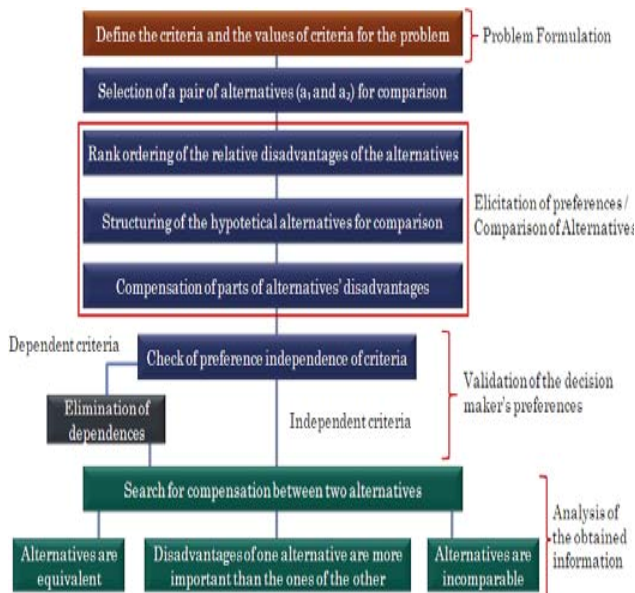 Define the criteria and the values of criteria for the problem
Problem Formulation
Selection of a pair of alternatives (a₁ and a₂) for comparison
Rank ordering of the relative disadvantages of the alternatives
Structuring of the hypotetical alternatives for comparison
Elicitation of preferences /
Comparison of Alternatives
Compensation of parts of alternatives' disadvantages
Dependent criteria
Check of preference independence of criteria
Validation of the decision
maker's preferences
Elimination of
dependences
Independent criteria
Search for compensation between two alternatives
Analysis of
the obtained
information
Alternatives are
equivalent
Disadvantages of one alternative are more
important than the ones of the other
Alternatives are
incomparable